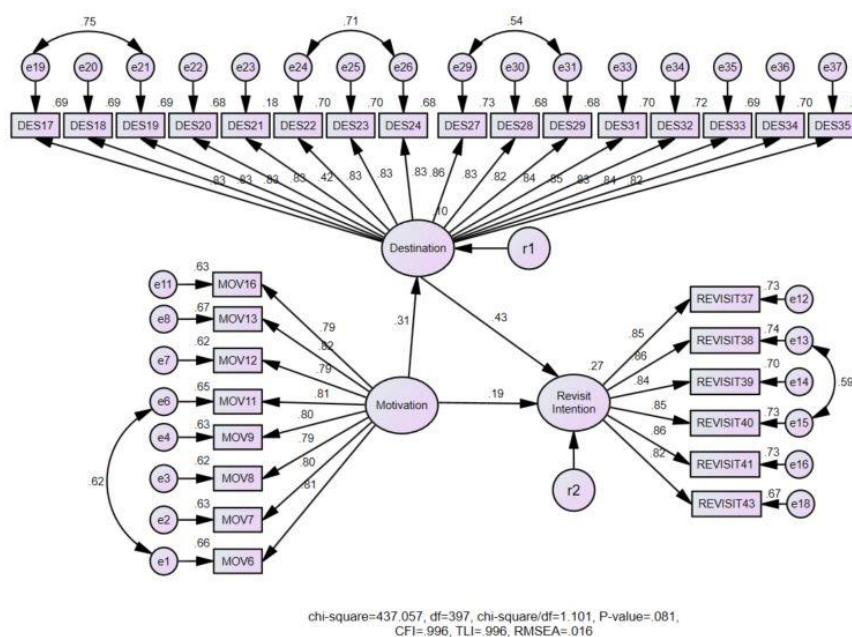 .75 .71 .54
e19 e20 e21 e22 e23 e24 e25 e26 e29 e30 e31 e33 e34 e35 e36 e37
.69 .69 .69 .68 .18 .70 .70 .68 .73 .68 .68 .70 .72 .69 .70
DES17 DES18 DES19 DES20 DES21 DES22 DES23 DES24 DES27 DES28 DES29 DES31 DES32 DES33 DES34 DES35
.83 .83 .83 .83 .42 .83 .83 .83 .86 .83 .82 .84 .85 .83 .84 .82
.10
Destination
r1
.31
.43
.19
e11 .63 MOV16 .79
e8 .67 MOV13 .82
e7 .62 MOV12 .79
e6 .65 MOV11 .81
e4 .63 MOV9 .80
e3 .62 MOV8 .79
e2 .63 MOV7 .80
e1 .66 MOV6 .81
.62
Motivation
.27
Revisit
Intention
r2
.85 REVISIT37 .73 e12
.86 REVISIT38 .74 e13
.84 REVISIT39 .70 e14
.85 REVISIT40 .73 e15
.86 REVISIT41 .73 e16
.82 REVISIT43 .67 e18
.59
chi-square=437.057, df=397, chi-square/df=1.101, P-value=.081,
CFI=.996, TLI=.996, RMSEA=.016